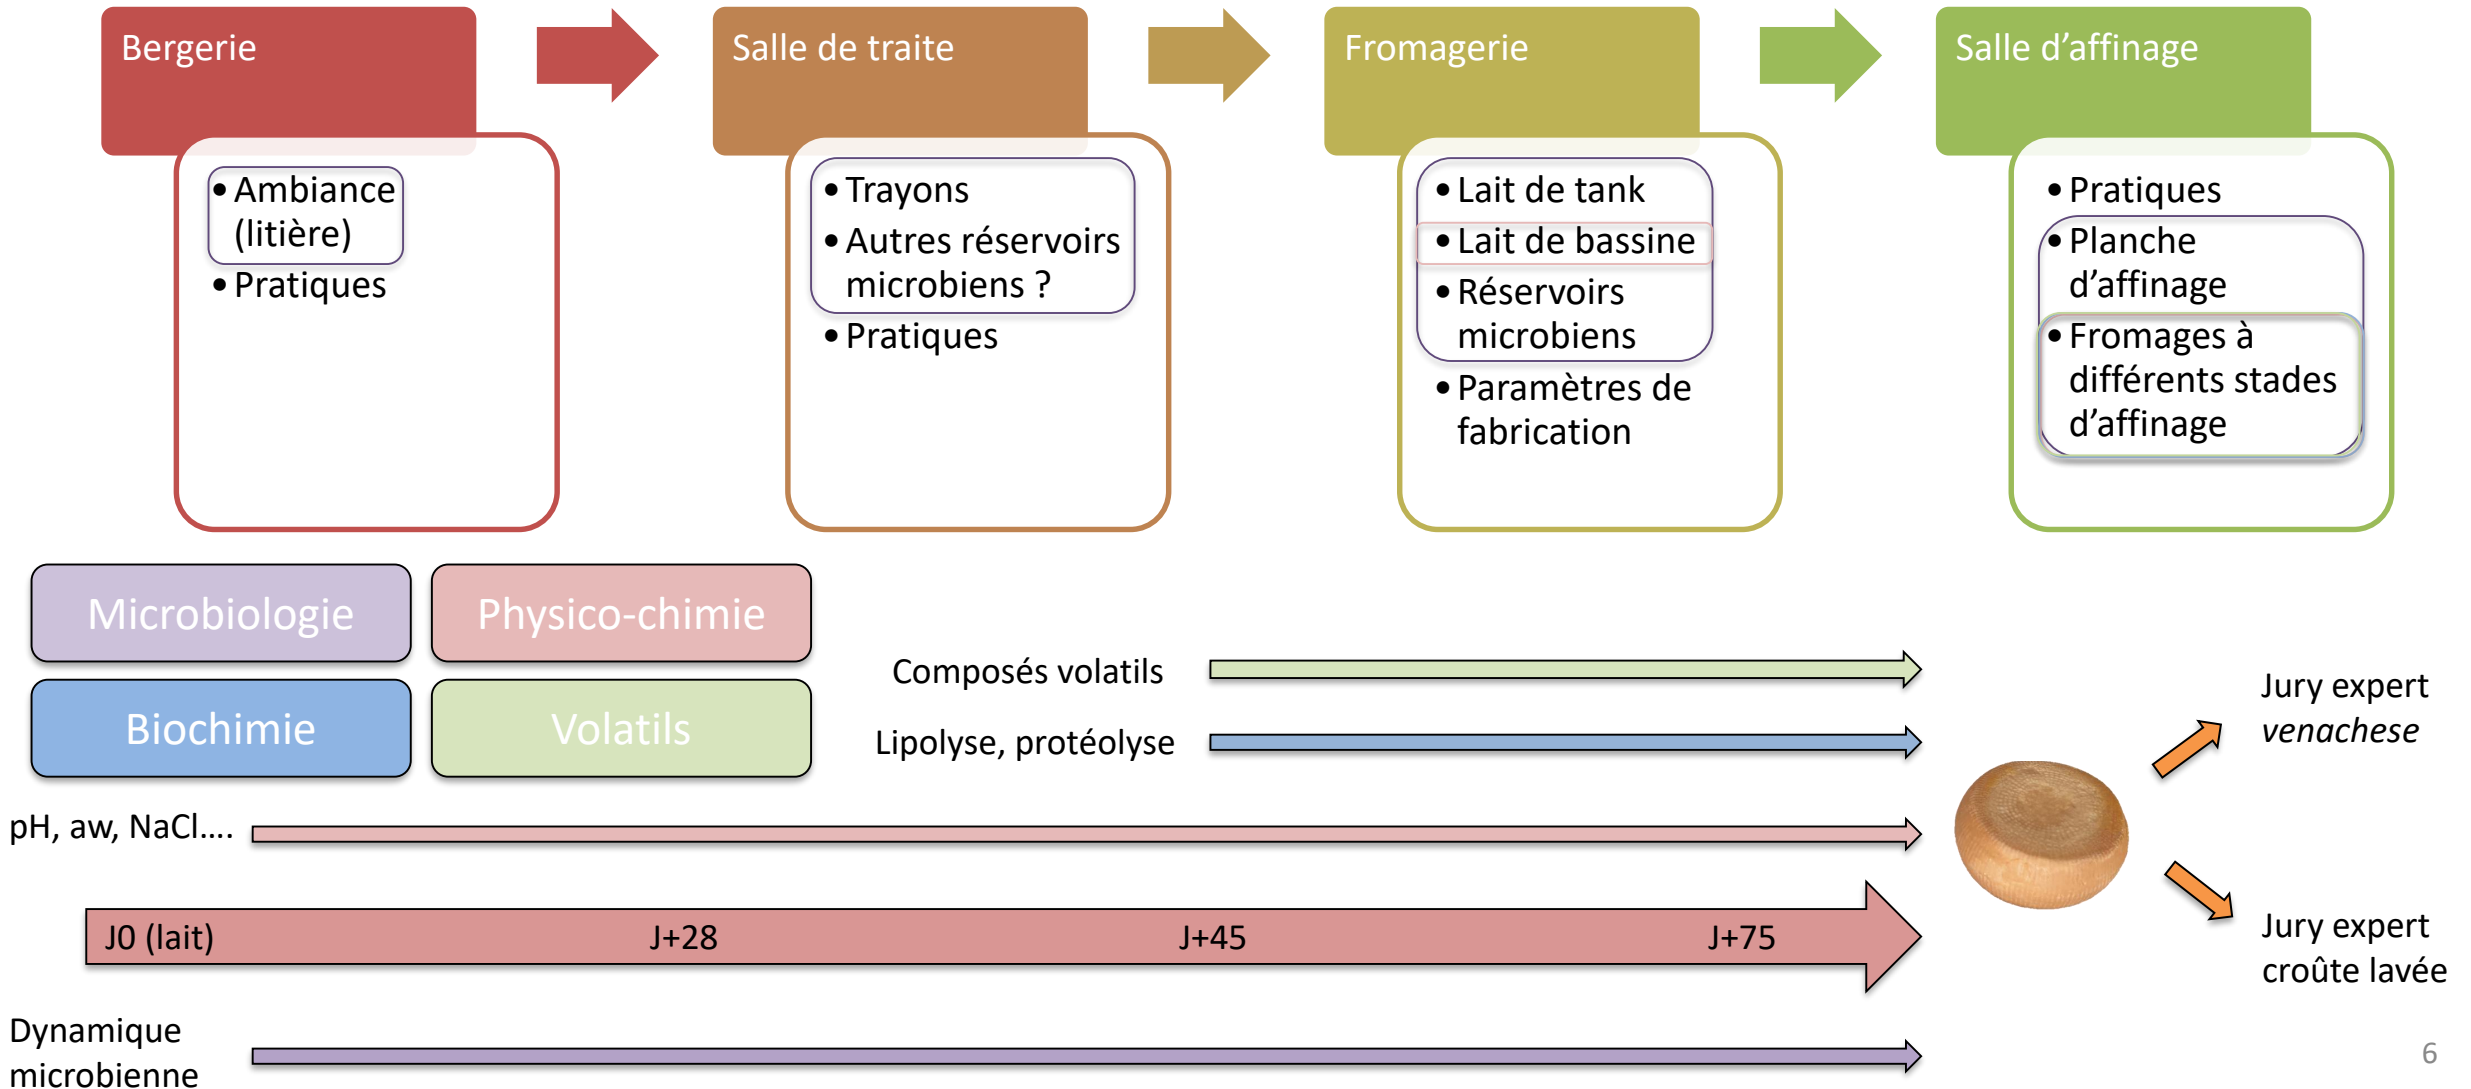 Bergerie
• Ambiance
(litière)
• Pratiques
Salle de traite
• Trayons
• Autres réservoirs
microbiens ?
• Pratiques
Fromagerie
• Lait de tank
• Lait de bassine
• Réservoirs
microbiens
• Paramètres de
fabrication
Salle d’affinage
• Pratiques
• Planche
d’affinage
• Fromages à
différents stades
d’affinage
Microbiologie
Physico-chimie
Biochimie
Volatils
Composés volatils
Lipolyse, protéolyse
pH, aw, NaCl….
J0 (lait)
J+28
J+45
J+75
Dynamique
microbienne
Jury expert
venachese
Jury expert
croûte lavée
6